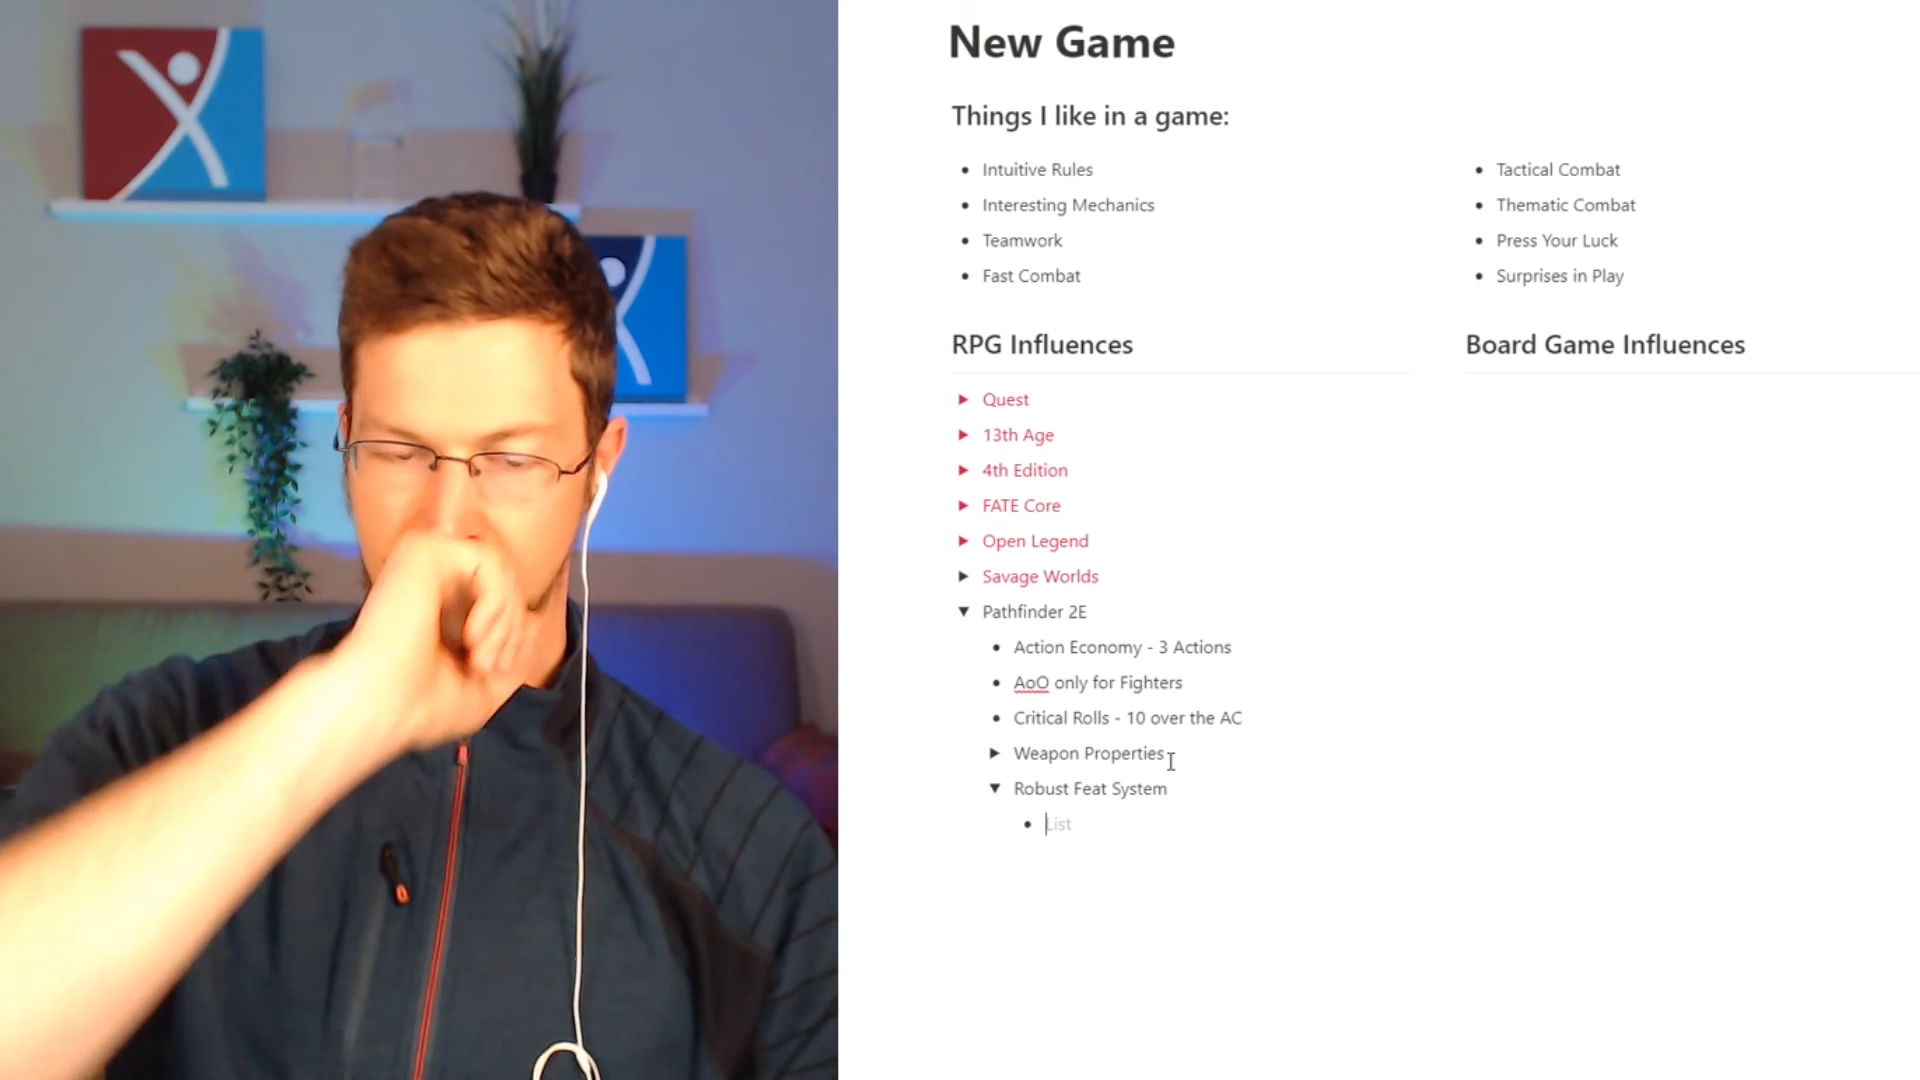 New Game
Things I like in a game:
Intuitive Rules
Interesting Mechanics
Teamwork
Fast Combat
Tactical Combat
Thematic Combat
Press Your Luck
Surprises in Play
RPG Influences
Quest
13th Age
4th Edition
FATE Core
Open Legend
Savage Worlds
Pathfinder 2E
Action Economy - 3 Actions
AoO only for Fighters
Critical Rolls - 10 over the AC
Weapon Properties
Robust Feat System
List
Board Game Influences